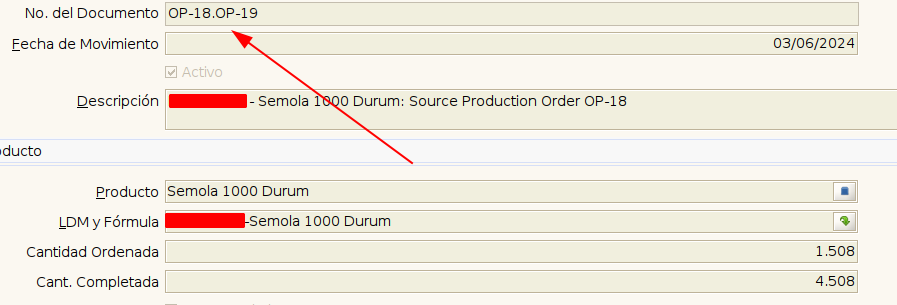 No. del Documento OP-18.OP-19
Fecha de Movimiento 03/06/2024
Activo
Descripción - Semola 1000 Durum: Source Production Order OP-18
oducto
Producto Semola 1000 Durum
LDM y Fórmula -Semola 1000 Durum
Cantidad Ordenada 1.508
Cant. Completada 4.508